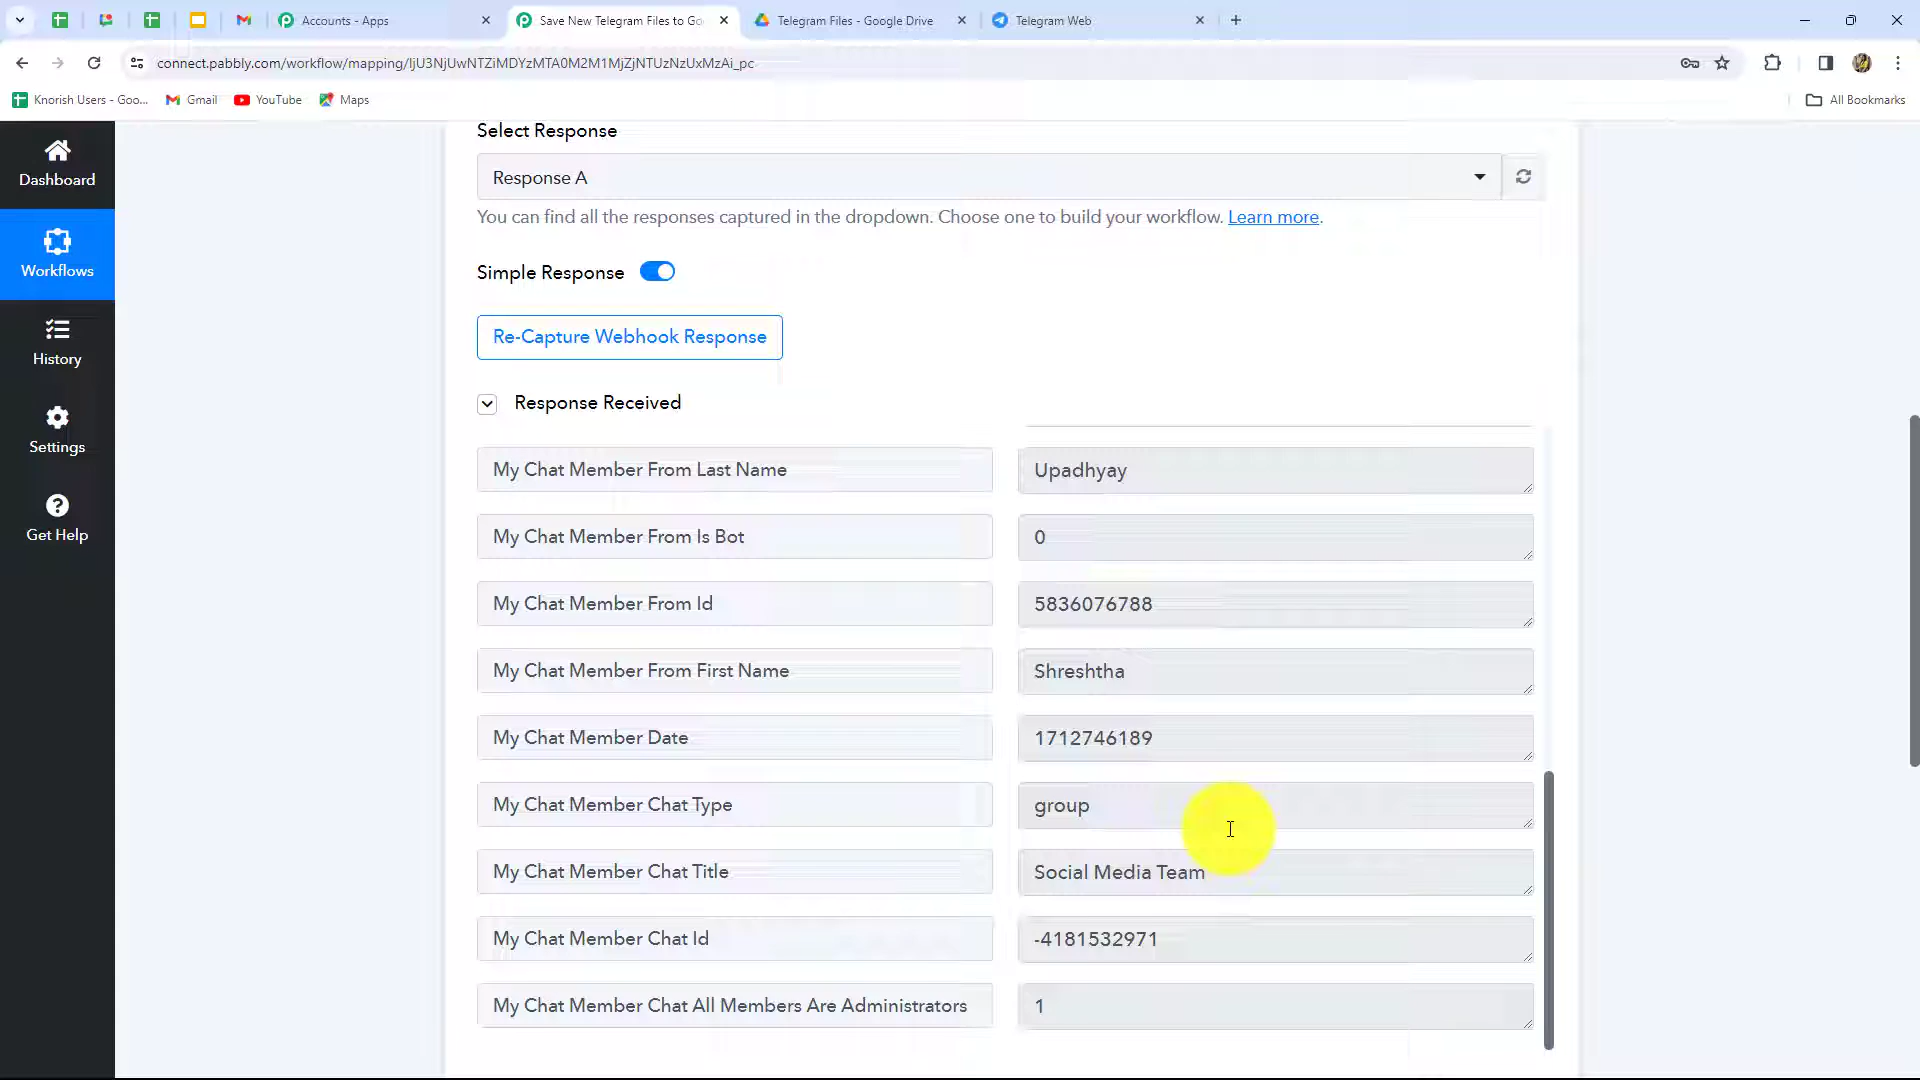 Accounts - Apps
Save New Telegram Files to Go
Telegram Files - Google Drive
Telegram Web
connect.pabbly.com/workflow/mapping/IjU3NjUwNTZiMDYzMTA0M2M1MjZjNTUzNzUxMzAi_pc
Knorish Users - Goo...
Gmail
YouTube
Maps
All Bookmarks
Dashboard
Workflows
History
Settings
Get Help
Select Response
Response A
You can find all the responses captured in the dropdown. Choose one to build your workflow. Learn more.
Simple Response
Re-Capture Webhook Response
Response Received
My Chat Member From Last Name
Upadhyay
My Chat Member From Is Bot
0
My Chat Member From Id
5836076788
My Chat Member From First Name
Shreshtha
My Chat Member Date
1712746189
My Chat Member Chat Type
group
My Chat Member Chat Title
Social Media Team
My Chat Member Chat Id
-4181532971
My Chat Member Chat All Members Are Administrators
1